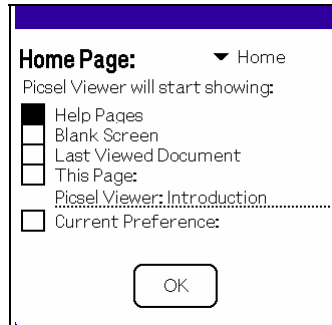 Home Page: Home
Picsel Viewer will start showing:
Help Pages
Blank Screen
Last Viewed Document
This Page:
Picsel Viewer: Introduction
Current Preference:
OK